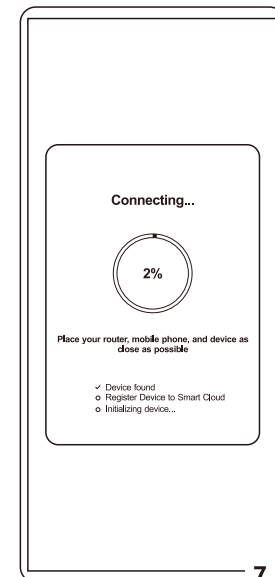 Connecting...
2%
Place your router, mobile phone, and device as
close as possible
✓ Device found
o Register Device to Smart Cloud
o Initializing device...
7